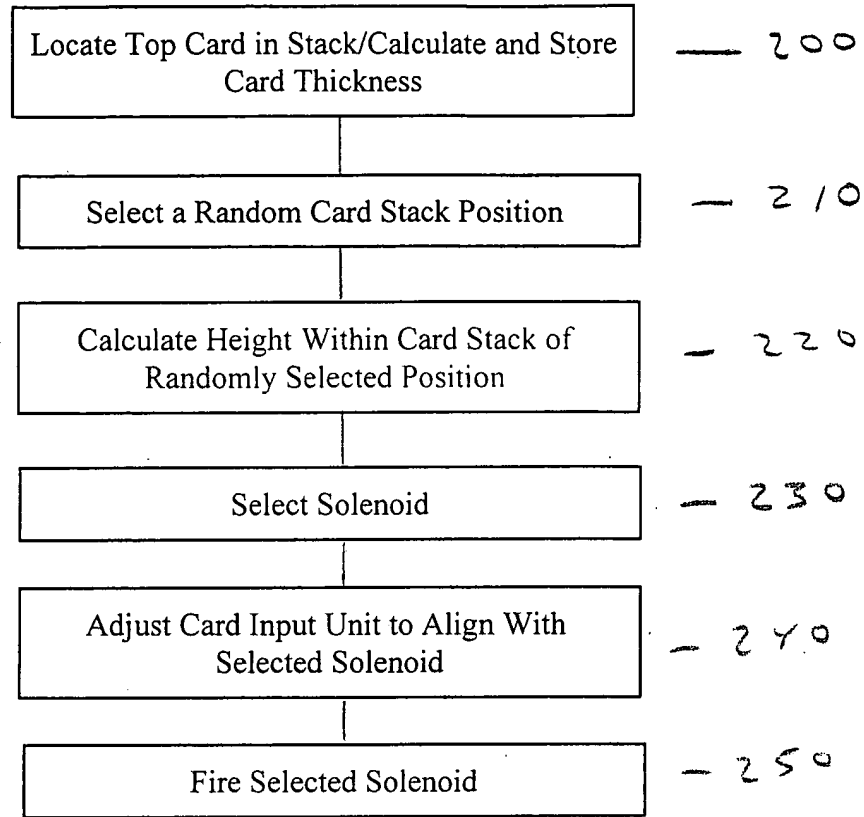 Locate Top Card in Stack/Calculate and Store — 200
Card Thickness
Select a Random Card Stack Position — 210
Calculate Height Within Card Stack of — 220
Randomly Selected Position
Select Solenoid — 230
Adjust Card Input Unit to Align With
Selected Solenoid — 240
Fire Selected Solenoid — 250